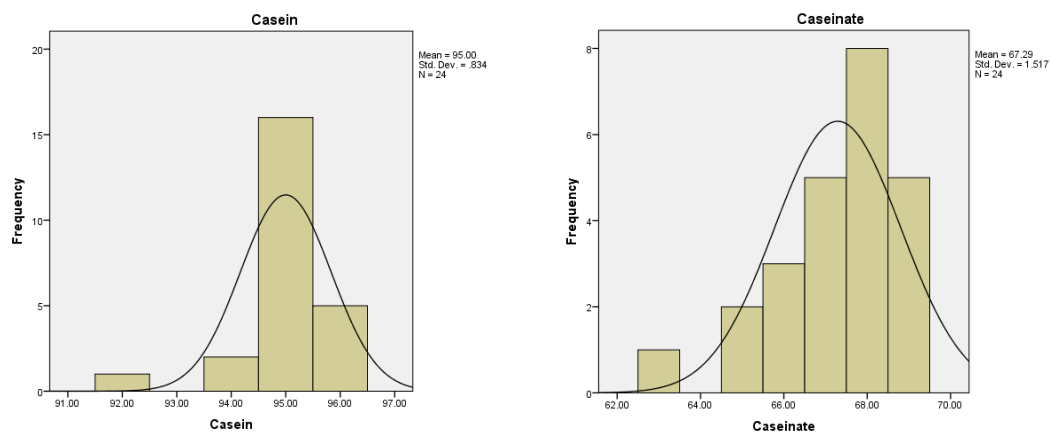 Casein
Mean = 95.00
Std. Dev. = .834
N = 24
20
15
10
5
0
Frequency
91.00 92.00 93.00 94.00 95.00 96.00 97.00
Casein
Caseinate
Mean = 67.29
Std. Dev. = 1.517
N = 24
8
6
4
2
0
Frequency
62.00 64.00 66.00 68.00 70.00
Caseinate